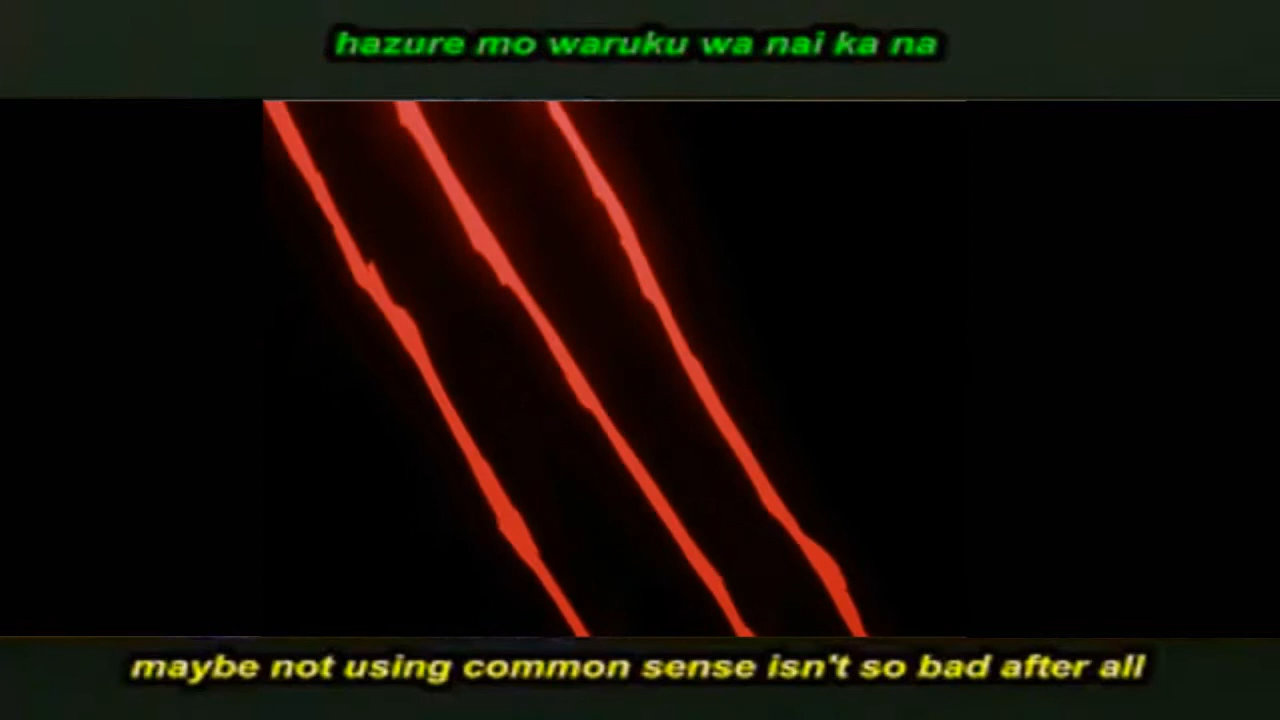 hazure mo waruku wa nai ka na
maybe not using common sense isn't so bad after all